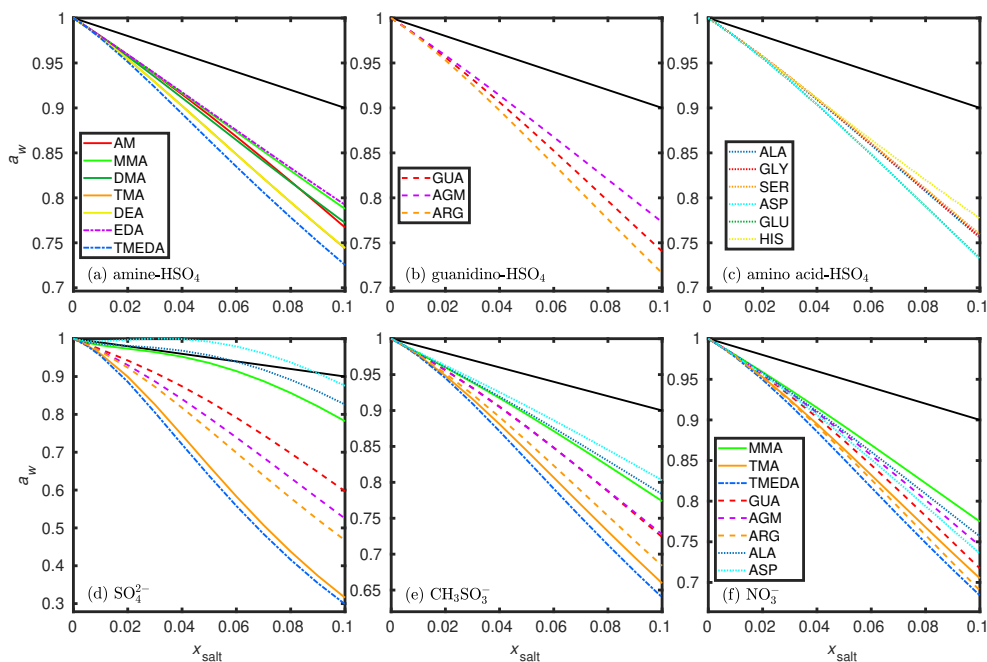 1
0.95
0.9
0.85
0.8
0.75
0.7
a_w
AM
MMA
DMA
TMA
DEA
EDA
TMEDA
(a) amine-HSO₄
0 0.02 0.04 0.06 0.08 0.1
1
0.95
0.9
0.85
0.8
0.75
0.7
GUA
AGM
ARG
(b) guanidino-HSO₄
0 0.02 0.04 0.06 0.08 0.1
1
0.95
0.9
0.85
0.8
0.75
0.7
ALA
GLY
SER
ASP
GLU
HIS
(c) amino acid-HSO₄
0 0.02 0.04 0.06 0.08 0.1
1
0.9
0.8
0.7
0.6
0.5
0.4
0.3
a_w
(d) SO₄²⁻
0 0.02 0.04 0.06 0.08 0.1
x_salt
1
0.95
0.9
0.85
0.8
0.75
0.7
0.65
(e) CH₃SO₃⁻
0 0.02 0.04 0.06 0.08 0.1
x_salt
1
0.95
0.9
0.85
0.8
0.75
0.7
MMA
TMA
TMEDA
GUA
AGM
ARG
ALA
ASP
(f) NO₃⁻
0 0.02 0.04 0.06 0.08 0.1
x_salt